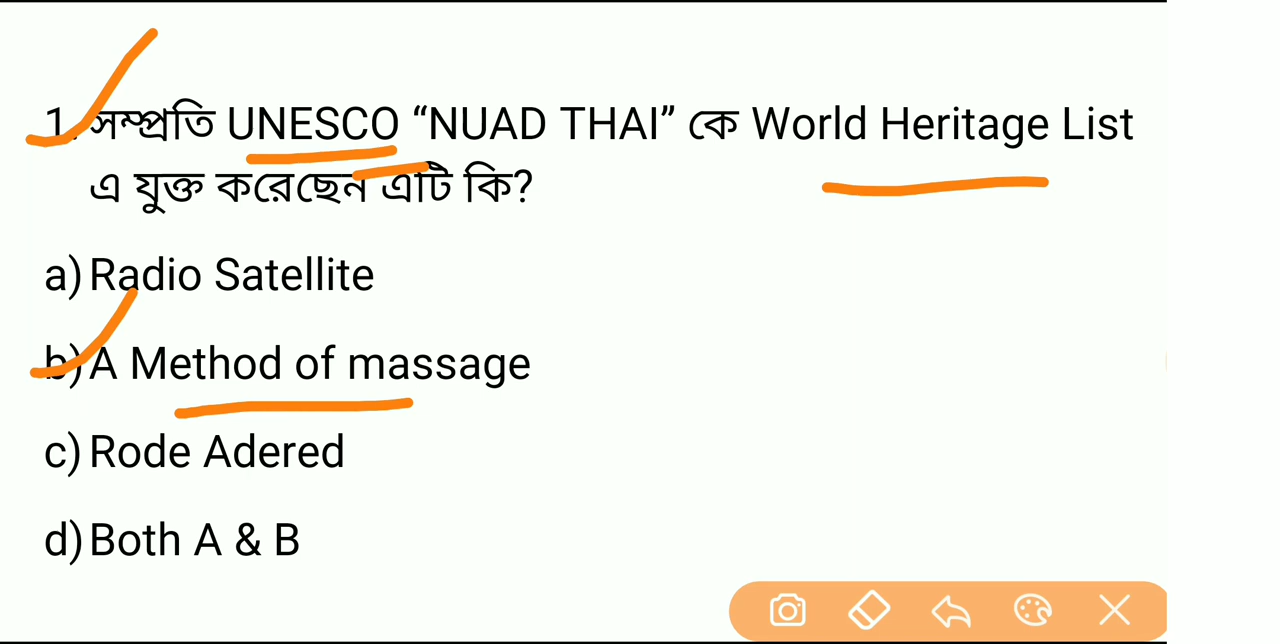 1. সম্প্রতি UNESCO “NUAD THAI” কে World Heritage List
এ যুক্ত করেছেন এটি কি?
a) Radio Satellite
b) A Method of massage
c) Rode Adered
d) Both A & B